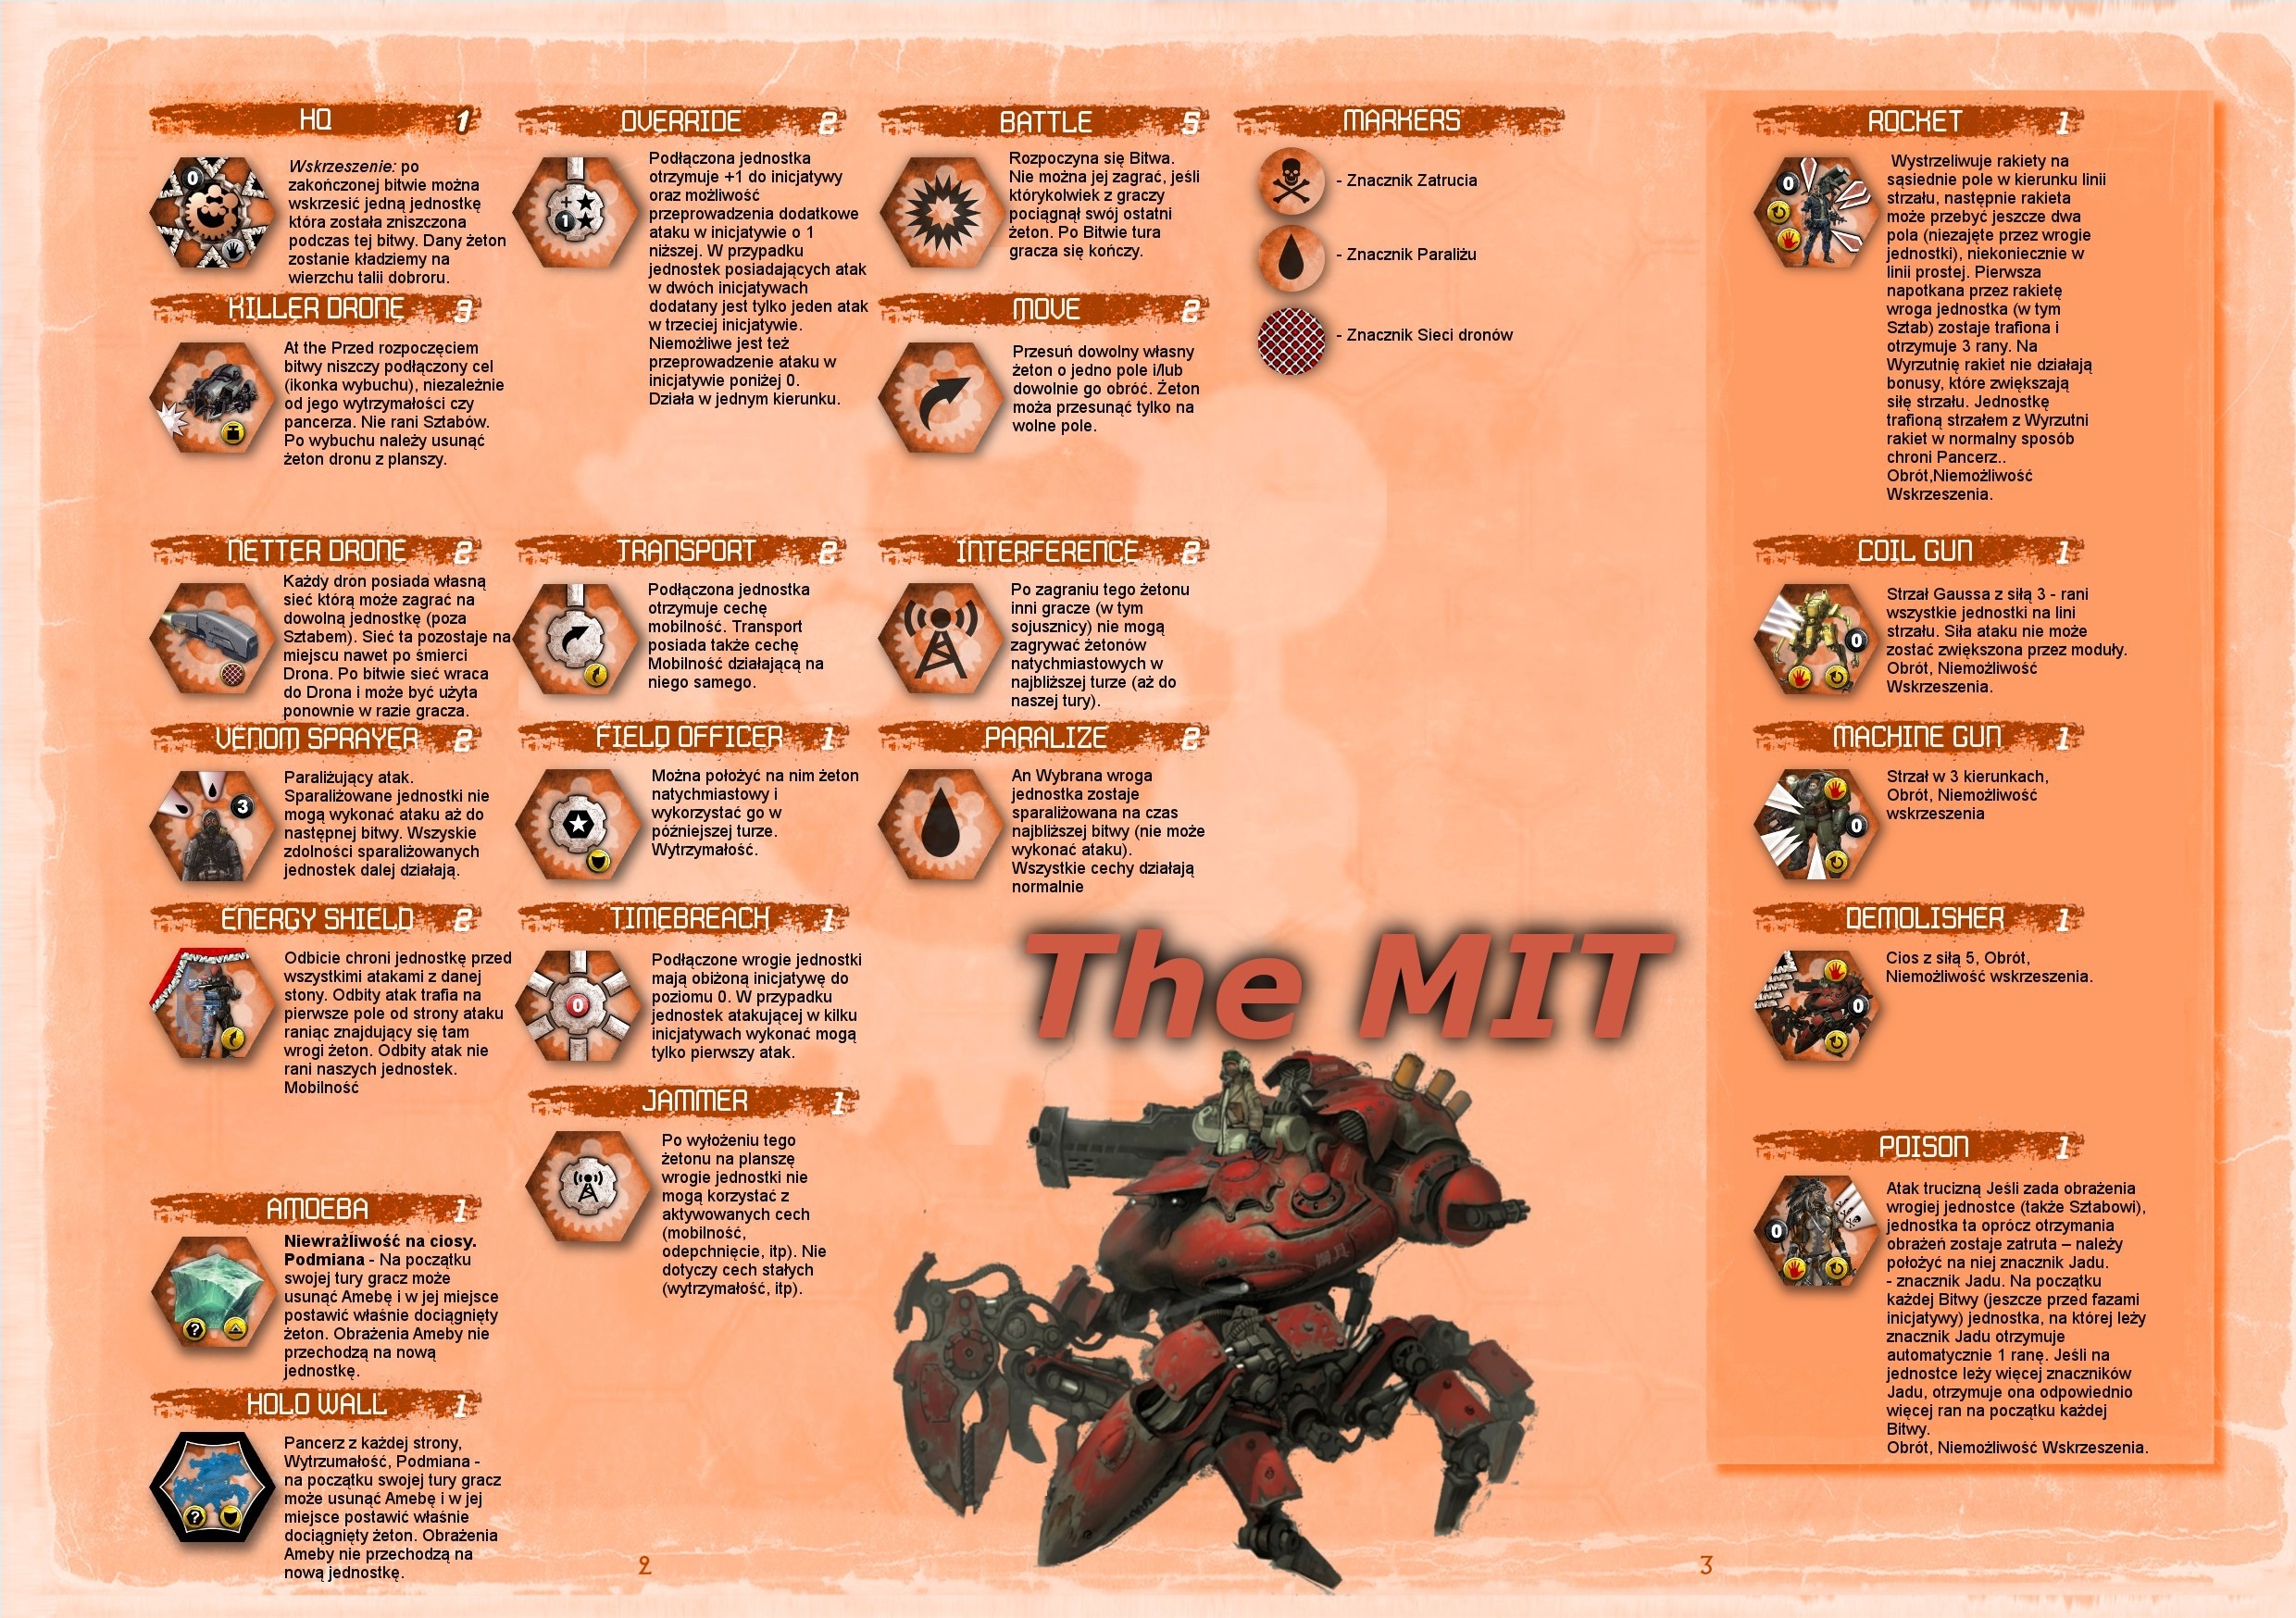 HQ 1
Wskrzeszenie: po
zakończonej bitwie można
wskrzesić jedną jednostkę
która została zniszczona
podczas tej bitwy. Dany żeton
zostanie kładziemy na
wierzchu talii dobroru.
0
KILLER DRONE 3
At the Przed rozpoczęciem
bitwy niszczy podłączony cel
(ikonka wybuchu), niezależnie
od jego wytrzymałości czy
pancerza. Nie rani Sztabów.
Po wybuchu należy usunąć
żeton dronu z planszy.
NETTER DRONE 2
Każdy dron posiada własną
sieć którą może zagrać na
dowolną jednostkę (poza
Sztabem). Sieć ta pozostaje na
miejscu nawet po śmierci
Drona. Po bitwie sieć wraca
do Drona i może być użyta
ponownie w razie gracza.
VENOM SPRAYER 2
3
Paraliżujący atak.
Sparaliżowane jednostki nie
mogą wykonać ataku aż do
następnej bitwy. Wszyskie
zdolności sparaliżowanych
jednostek dalej działają.
ENERGY SHIELD 2
Odbicie chroni jednostkę przed
wszystkimi atakami z danej
stony. Odbity atak trafia na
pierwsze pole od strony ataku
raniąc znajdujący się tam
wrogi żeton. Odbity atak nie
rani naszych jednostek.
Mobilność
AMOEBA 1
Niewrażliwość na ciosy.
Podmiana - Na początku
swojej tury gracz może
usunąć Amebę i w jej miejsce
postawić właśnie dociągnięty
żeton. Obrażenia Ameby nie
przechodzą na nową
jednostkę.
?
HOLO WALL 1
Pancerz z każdej strony,
Wytrzumałość, Podmiana -
na początku swojej tury gracz
może usunąć Amebę i w jej
miejsce postawić właśnie
dociągnięty żeton. Obrażenia
Ameby nie przechodzą na
nową jednostkę.
?
OVERRIDE 2
+
1
Podłączona jednostka
otrzymuje +1 do inicjatywy
oraz możliwość
przeprowadzenia dodatkowe
ataku w inicjatywie o 1
niższej. W przypadku
jednostek posiadających atak
w dwóch inicjatywach
dodatany jest tylko jeden atak
w trzeciej inicjatywie.
Niemożliwe jest też
przeprowadzenie ataku w
inicjatywie poniżej 0.
Działa w jednym kierunku.
TRANSPORT 2
Podłączona jednostka
otrzymuje cechę
mobilność. Transport
posiada także cechę
Mobilność działającą na
niego samego.
FIELD OFFICER 1
Można położyć na nim żeton
natychmiastowy i
wykorzystać go w
późniejszej turze.
Wytrzymałość.
TIMEBREACH 1
0
Podłączone wrogie jednostki
mają obiżoną inicjatywę do
poziomu 0. W przypadku
jednostek atakującej w kilku
inicjatywach wykonać mogą
tylko pierwszy atak.
JAMMER 1
Po wyłożeniu tego
żetonu na planszę
wrogie jednostki nie
mogą korzystać z
aktywowanych cech
(mobilność,
odepchnięcie, itp). Nie
dotyczy cech stałych
(wytrzymałość, itp).
BATTLE 5
Rozpoczyna się Bitwa.
Nie można jej zagrać, jeśli
którykolwiek z graczy
pociągnął swój ostatni
żeton. Po Bitwie tura
gracza się kończy.
MOVE 2
Przesuń dowolny własny
żeton o jedno pole i/lub
dowolnie go obróć. Żeton
moża przesunąć tylko na
wolne pole.
INTERFERENCE 2
Po zagraniu tego żetonu
inni gracze (w tym
sojusznicy) nie mogą
zagrywać żetonów
natychmiastowych w
najbliższej turze (aż do
naszej tury).
PARALIZE 2
An Wybrana wroga
jednostka zostaje
sparaliżowana na czas
najbliższej bitwy (nie może
wykonać ataku).
Wszystkie cechy działają
normalnie
MARKERS
- Znacznik Zatrucia
- Znacznik Paraliżu
- Znacznik Sieci dronów
The MIT
ROCKET 1
0
Wystrzeliwuje rakiety na
sąsiednie pole w kierunku linii
strzału, następnie rakieta
może przebyć jeszcze dwa
pola (niezajęte przez wrogie
jednostki), niekoniecznie w
linii prostej. Pierwsza
napotkana przez rakietę
wroga jednostka (w tym
Sztab) zostaje trafiona i
otrzymuje 3 rany. Na
Wyrzutnię rakiet nie działają
bonusy, które zwiększają
siłę strzału. Jednostkę
trafioną strzałem z Wyrzutni
rakiet w normalny sposób
chroni Pancerz..
Obrót,Niemożliwość
Wskrzeszenia.
COIL GUN 1
0
Strzał Gaussa z siłą 3 - rani
wszystkie jednostki na lini
strzału. Siła ataku nie może
zostać zwiększona przez moduły.
Obrót, Niemożliwość
Wskrzeszenia.
MACHINE GUN 1
0
Strzał w 3 kierunkach,
Obrót, Niemożliwość
wskrzeszenia
DEMOLISHER 1
0
Cios z siłą 5, Obrót,
Niemożliwość wskrzeszenia.
POISON 1
0
Atak trucizną Jeśli zada obrażenia
wrogiej jednostce (także Sztabowi),
jednostka ta oprócz otrzymania
obrażeń zostaje zatruta – należy
położyć na niej znacznik Jadu.
- znacznik Jadu. Na początku
każdej Bitwy (jeszcze przed fazami
inicjatywy) jednostka, na której leży
znacznik Jadu otrzymuje
automatycznie 1 ranę. Jeśli na
jednostce leży więcej znaczników
Jadu, otrzymuje ona odpowiednio
więcej ran na początku każdej
Bitwy.
Obrót, Niemożliwość Wskrzeszenia.
2
3